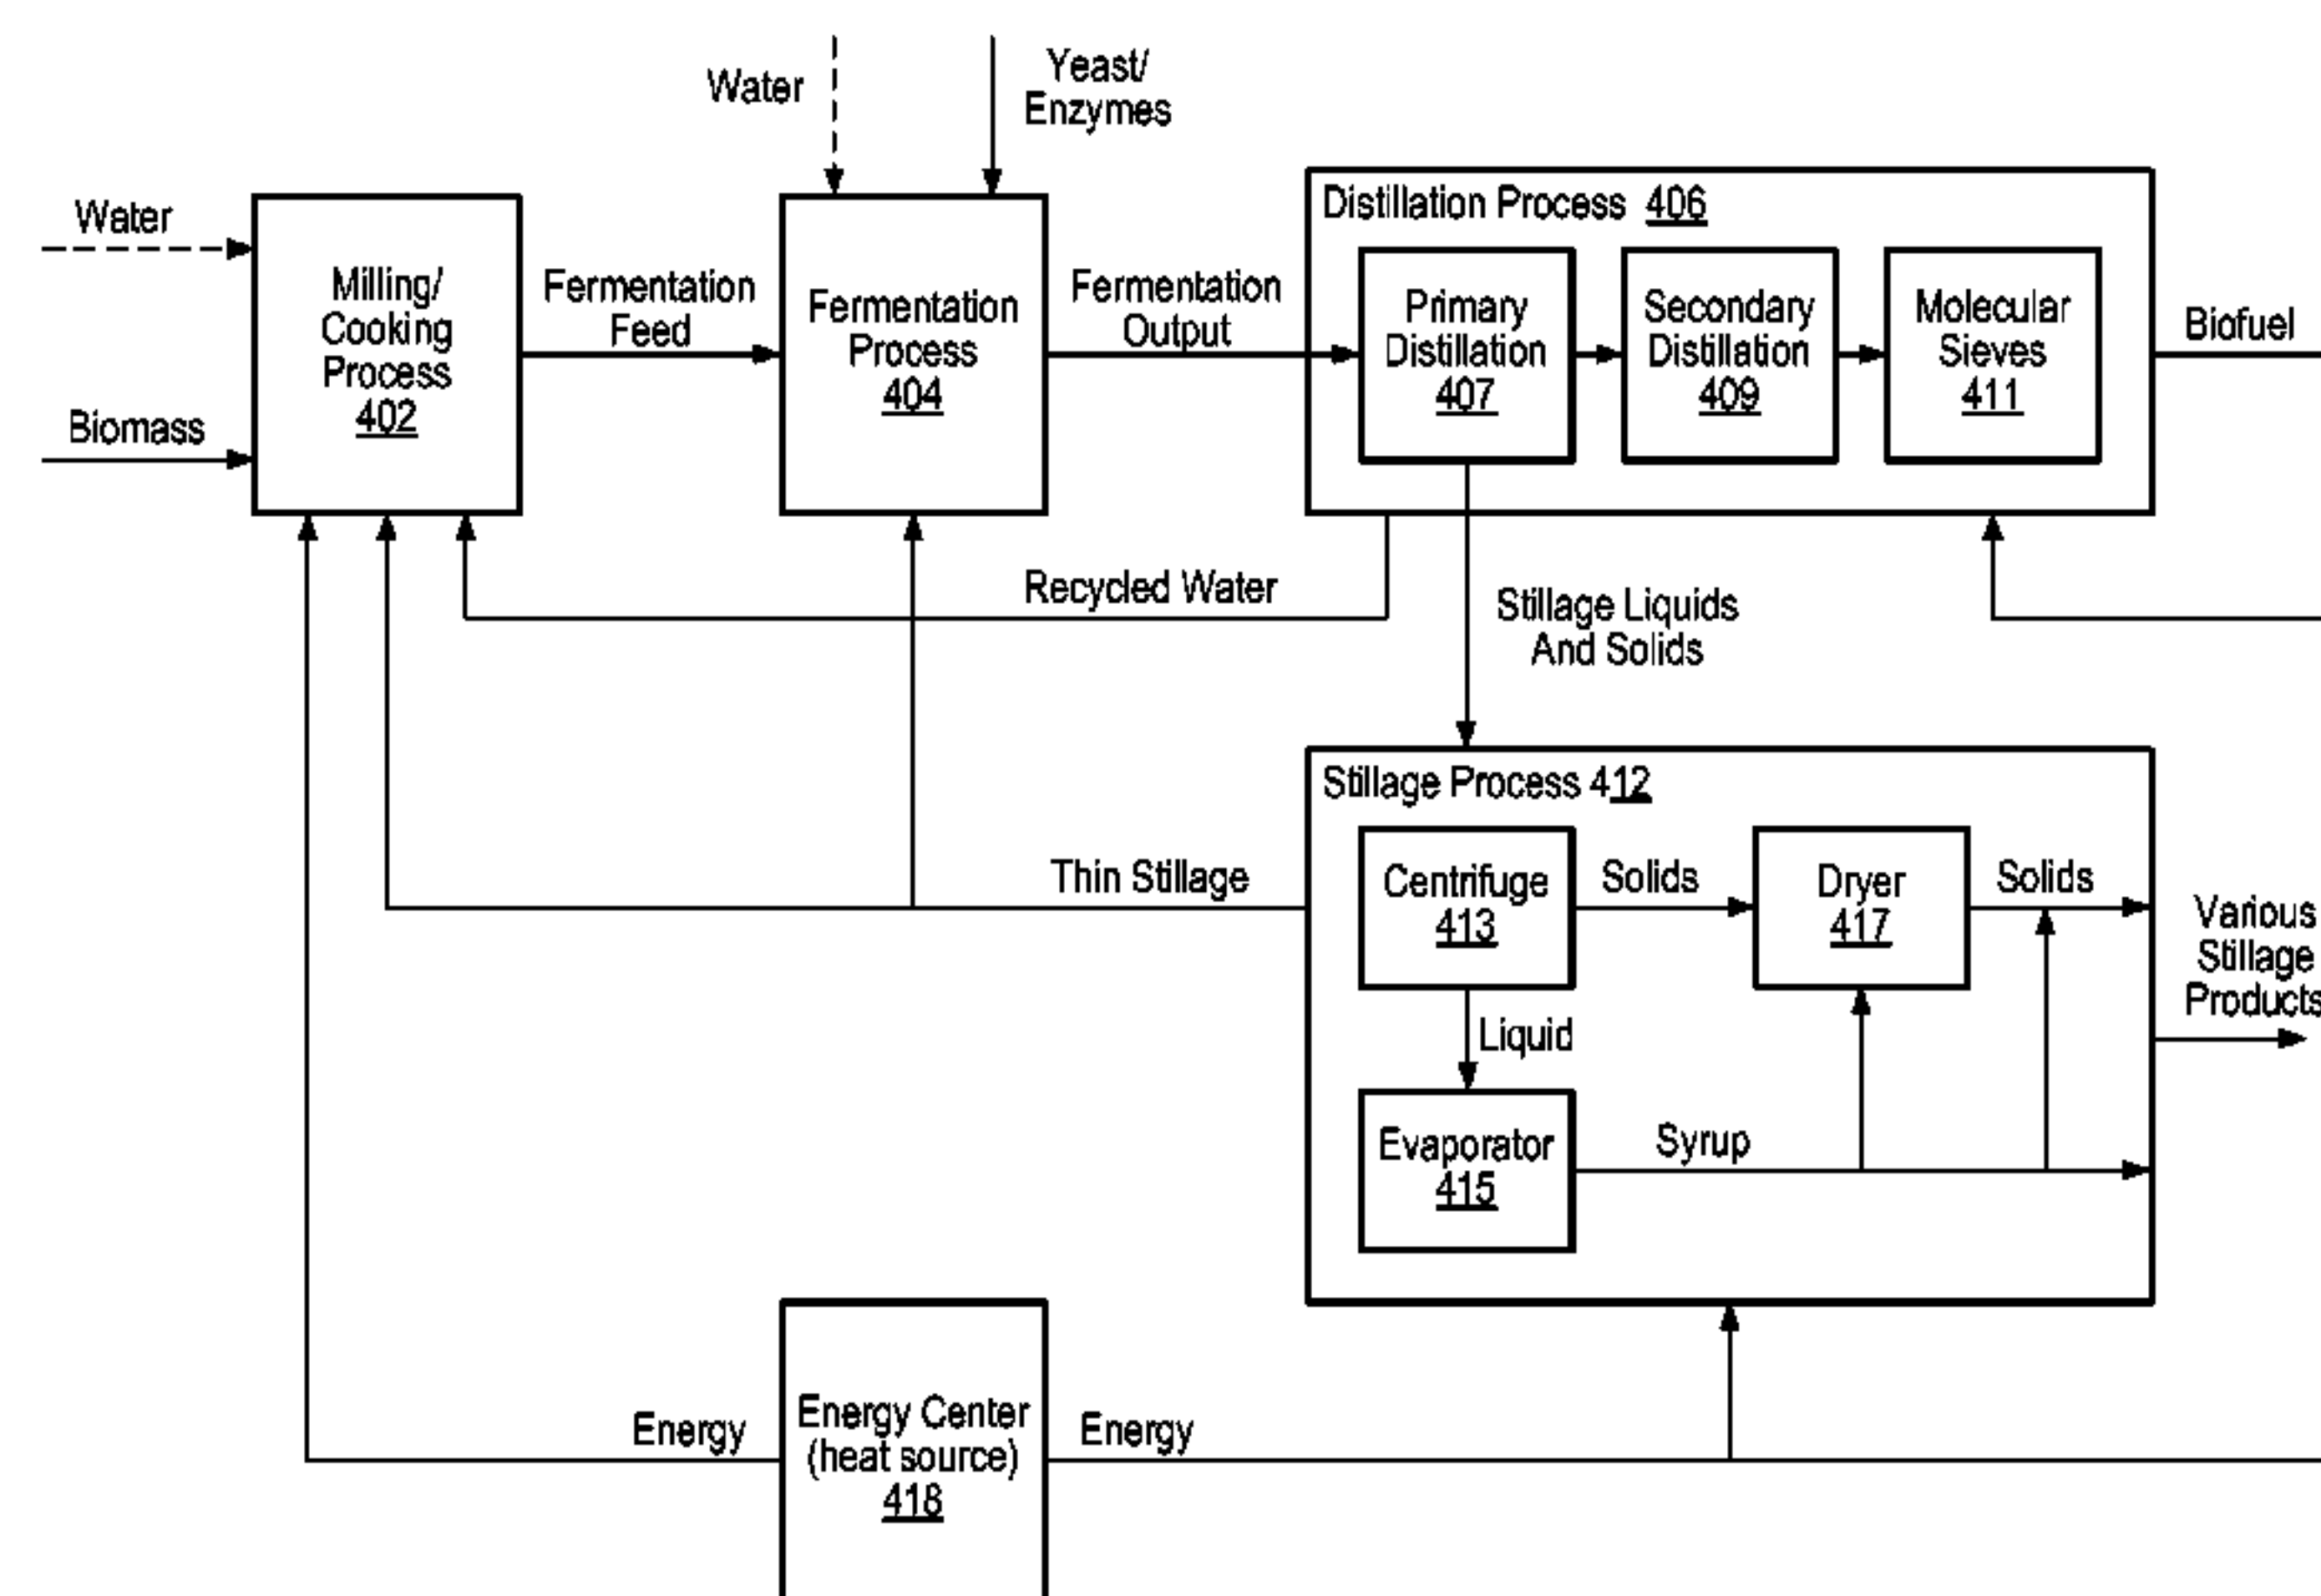 Water
Yeast/
Enzymes
Water
Biomass
Milling/
Cooking
Process
402
Fermentation
Feed
Fermentation
Process
404
Fermentation
Output
Distillation Process 406
Primary
Distillation
407
Secondary
Distillation
409
Molecular
Sieves
411
Biofuel
Recycled Water
Stillage Liquids
And Solids
Stillage Process 412
Thin Stillage
Centrifuge
413
Solids
Dryer
417
Solids
Various
Stillage
Products
Liquid
Evaporator
415
Syrup
Energy
Energy Center
(heat source)
418
Energy